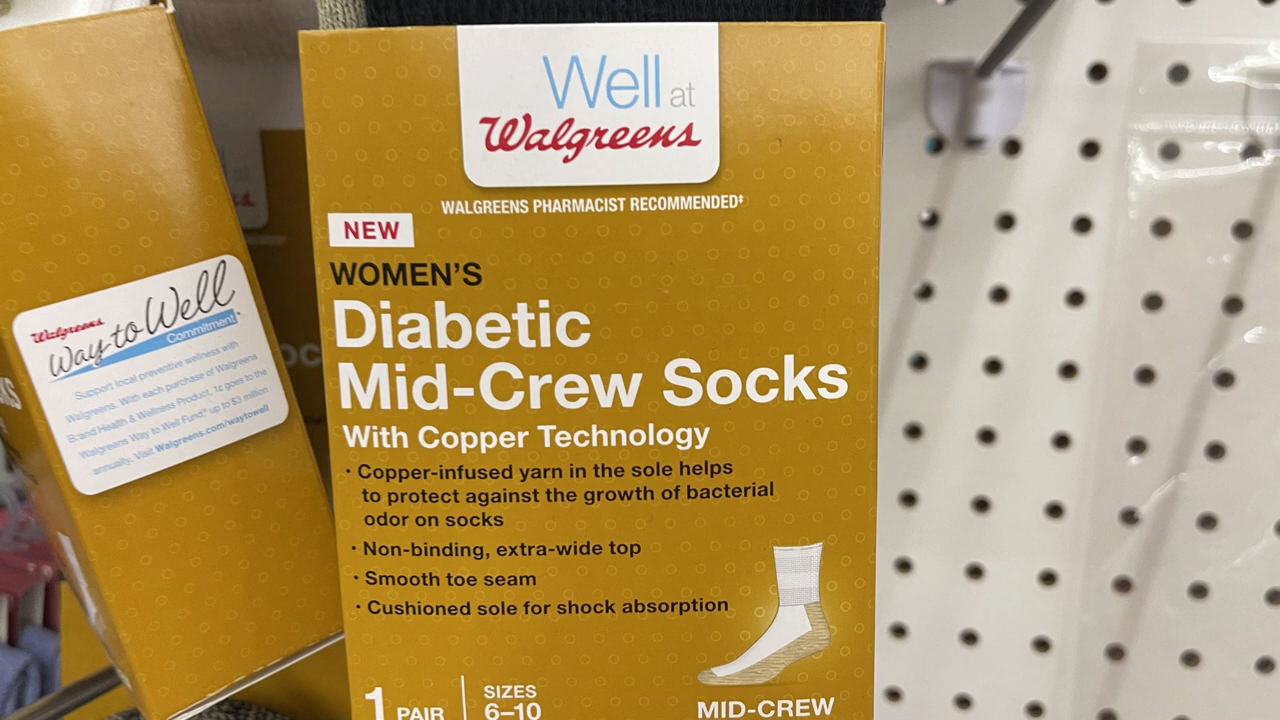 Well at
Walgreens
WALGREENS PHARMACIST RECOMMENDED‡
NEW
WOMEN'S
Diabetic
Mid-Crew Socks
With Copper Technology
· Copper-infused yarn in the sole helps
to protect against the growth of bacterial
odor on socks
· Non-binding, extra-wide top
· Smooth toe seam
· Cushioned sole for shock absorption
1 PAIR
SIZES
6–10
MID-CREW
Walgreens
Way to Well
Commitment
Support local preventive wellness with
Walgreens. With each purchase of Walgreens
Brand Health & Wellness Product, 1¢ goes to the
Walgreens Way to Well Fund, up to $3 million
annually. Visit Walgreens.com/waytowell